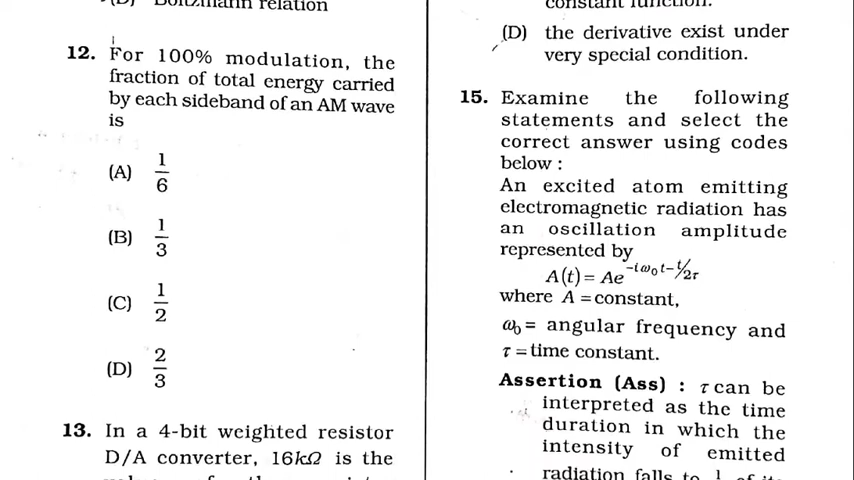 (D) Boltzmann relation
12. For 100% modulation, the
fraction of total energy carried
by each sideband of an AM wave
is
(A) 1/6
(B) 1/3
(C) 1/2
(D) 2/3
13. In a 4-bit weighted resistor
D/A converter, 16kΩ is the
constant function.
(D) the derivative exist under
very special condition.
15. Examine the following
statements and select the
correct answer using codes
below :
An excited atom emitting
electromagnetic radiation has
an oscillation amplitude
represented by
A(t) = Ae^{-iω₀t-t/2τ}
where A = constant,
ω₀ = angular frequency and
τ = time constant.
Assertion (Ass) : τ can be
interpreted as the time
duration in which the
intensity of emitted
radiation falls to